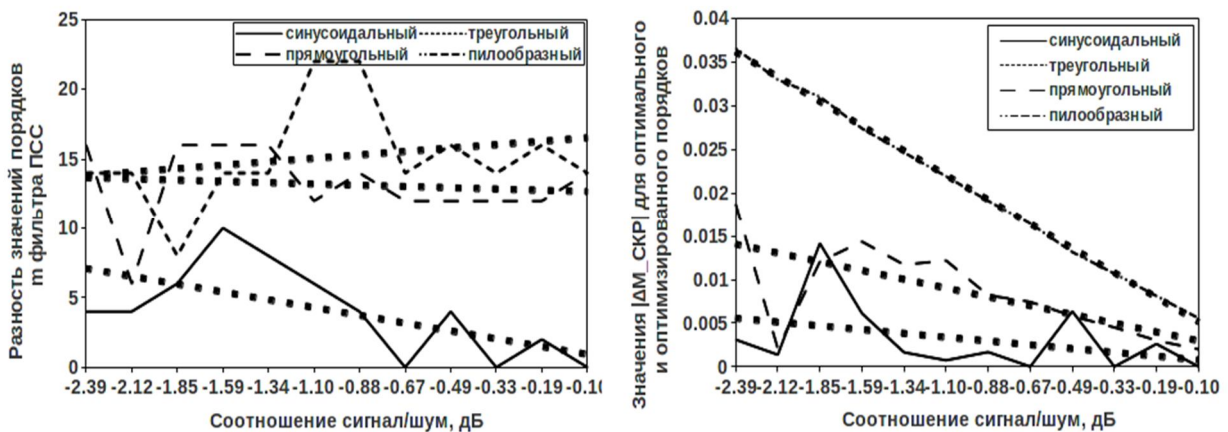 Разность значений порядков
m фильтра ПСС
25
20
15
10
5
0
синусоидальный
треугольный
прямоугольный
пилообразный
-2.39 -2.12 -1.85 -1.59 -1.34 -1.10 -0.88 -0.67 -0.49 -0.33 -0.19 -0.10
Соотношение сигнал/шум, дБ
Значения |ΔM_СКР| для оптимального
и оптимизированного порядков
0.04
0.035
0.03
0.025
0.02
0.015
0.01
0.005
0
синусоидальный
треугольный
прямоугольный
пилообразный
-2.39 -2.12 -1.85 -1.59 -1.34 -1.10 -0.88 -0.67 -0.49 -0.33 -0.19 -0.10
Соотношение сигнал/шум, дБ